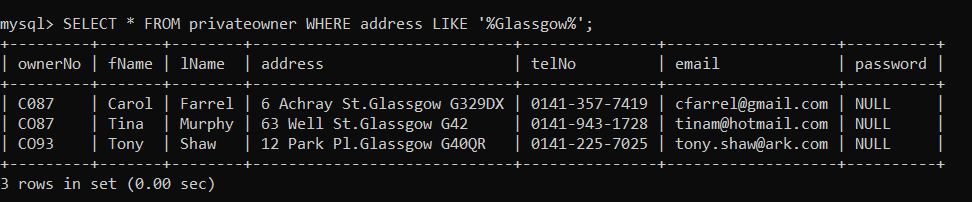 mysql> SELECT * FROM privateowner WHERE address LIKE '%Glassgow%';
+---------+-------+--------+-----------------------------+---------------+-------------------+----------+
| ownerNo | fName | lName  | address                     | telNo         | email             | password |
+---------+-------+--------+-----------------------------+---------------+-------------------+----------+
| C087    | Carol | Farrel | 6 Achray St.Glassgow G329DX | 0141-357-7419 | cfarrel@gmail.com | NULL     |
| CO87    | Tina  | Murphy | 63 Well St.Glassgow G42     | 0141-943-1728 | tinam@hotmail.com | NULL     |
| CO93    | Tony  | Shaw   | 12 Park Pl.Glassgow G40QR   | 0141-225-7025 | tony.shaw@ark.com | NULL     |
+---------+-------+--------+-----------------------------+---------------+-------------------+----------+
3 rows in set (0.00 sec)